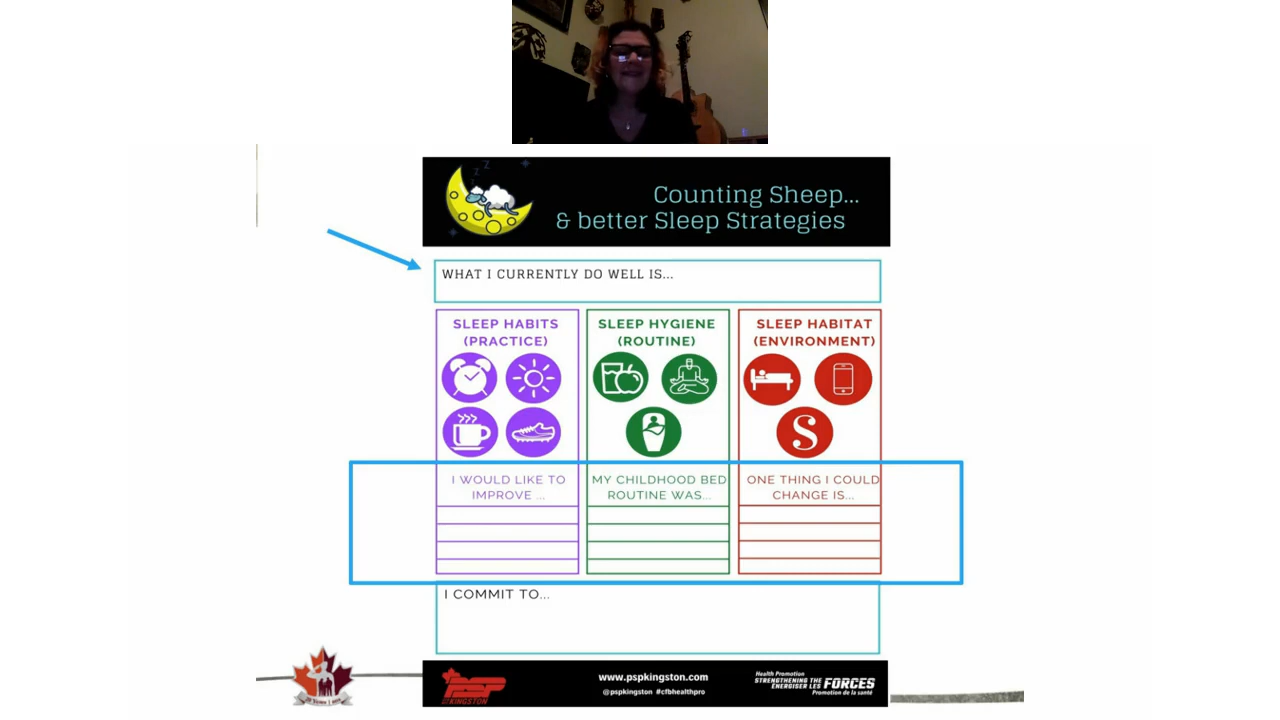 Counting Sheep...
& better Sleep Strategies
WHAT I CURRENTLY DO WELL IS...
SLEEP HABITS
(PRACTICE)
I WOULD LIKE TO
IMPROVE ...
SLEEP HYGIENE
(ROUTINE)
MY CHILDHOOD BED
ROUTINE WAS...
SLEEP HABITAT
(ENVIRONMENT)
S
ONE THING I COULD
CHANGE IS...
I COMMIT TO...
PSP
KINGSTON
www.pspkingston.com
@pspkingston #cfbhealthpro
Health Promotion
STRENGTHENING THE
ENERGISER LES FORCES
Promotion de la santé